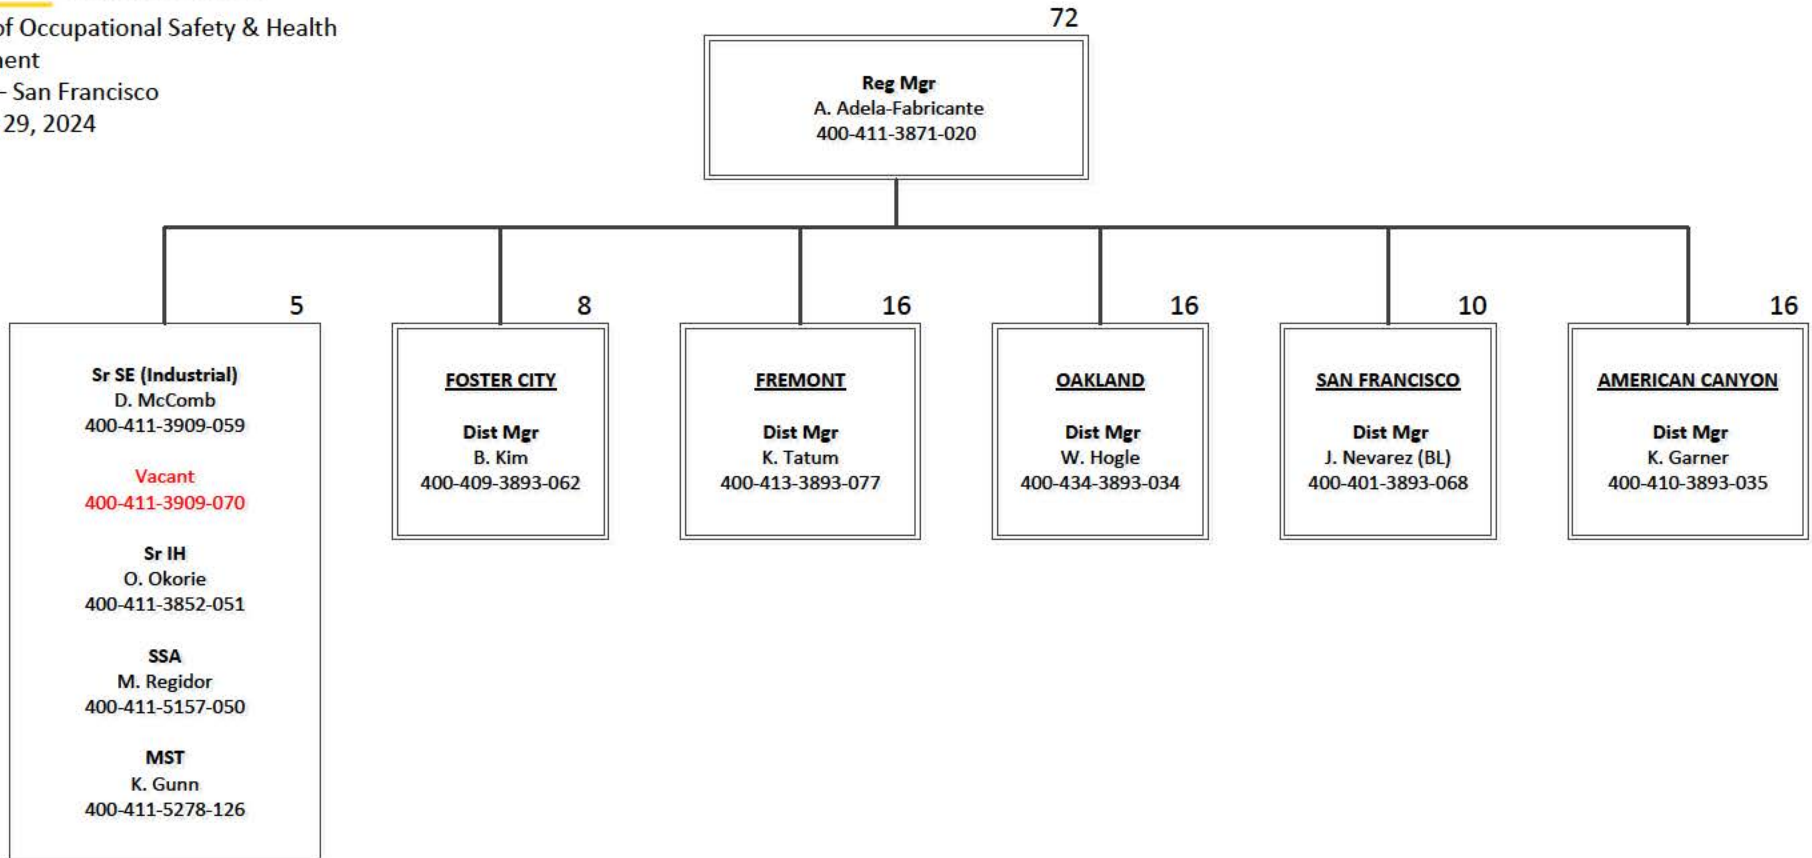 of Occupational Safety & Health
- San Francisco
29, 2024
72
Reg Mgr
A. Adela-Fabricante
400-411-3871-020
5
Sr SE (Industrial)
D. McComb
400-411-3909-059
Vacant
400-411-3909-070
Sr IH
O. Okorie
400-411-3852-051
SSA
M. Regidor
400-411-5157-050
MST
K. Gunn
400-411-5278-126
8
FOSTER CITY
Dist Mgr
B. Kim
400-409-3893-062
16
FREMONT
Dist Mgr
K. Tatum
400-413-3893-077
16
OAKLAND
Dist Mgr
W. Hogle
400-434-3893-034
10
SAN FRANCISCO
Dist Mgr
J. Nevarez (BL)
400-401-3893-068
16
AMERICAN CANYON
Dist Mgr
K. Garner
400-410-3893-035